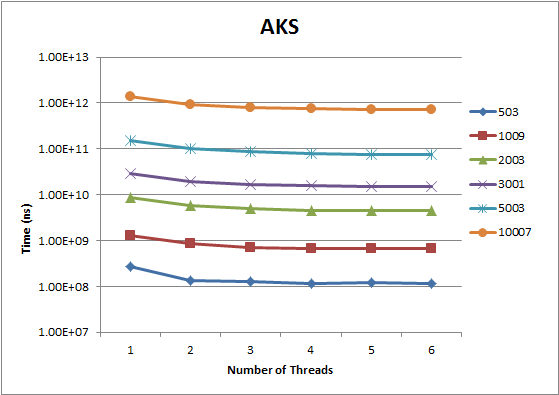 AKS
1.00E+13
1.00E+12
1.00E+11
1.00E+10
1.00E+09
1.00E+08
1.00E+07
Time (ns)
1 2 3 4 5 6
Number of Threads
503
1009
2003
3001
5003
10007